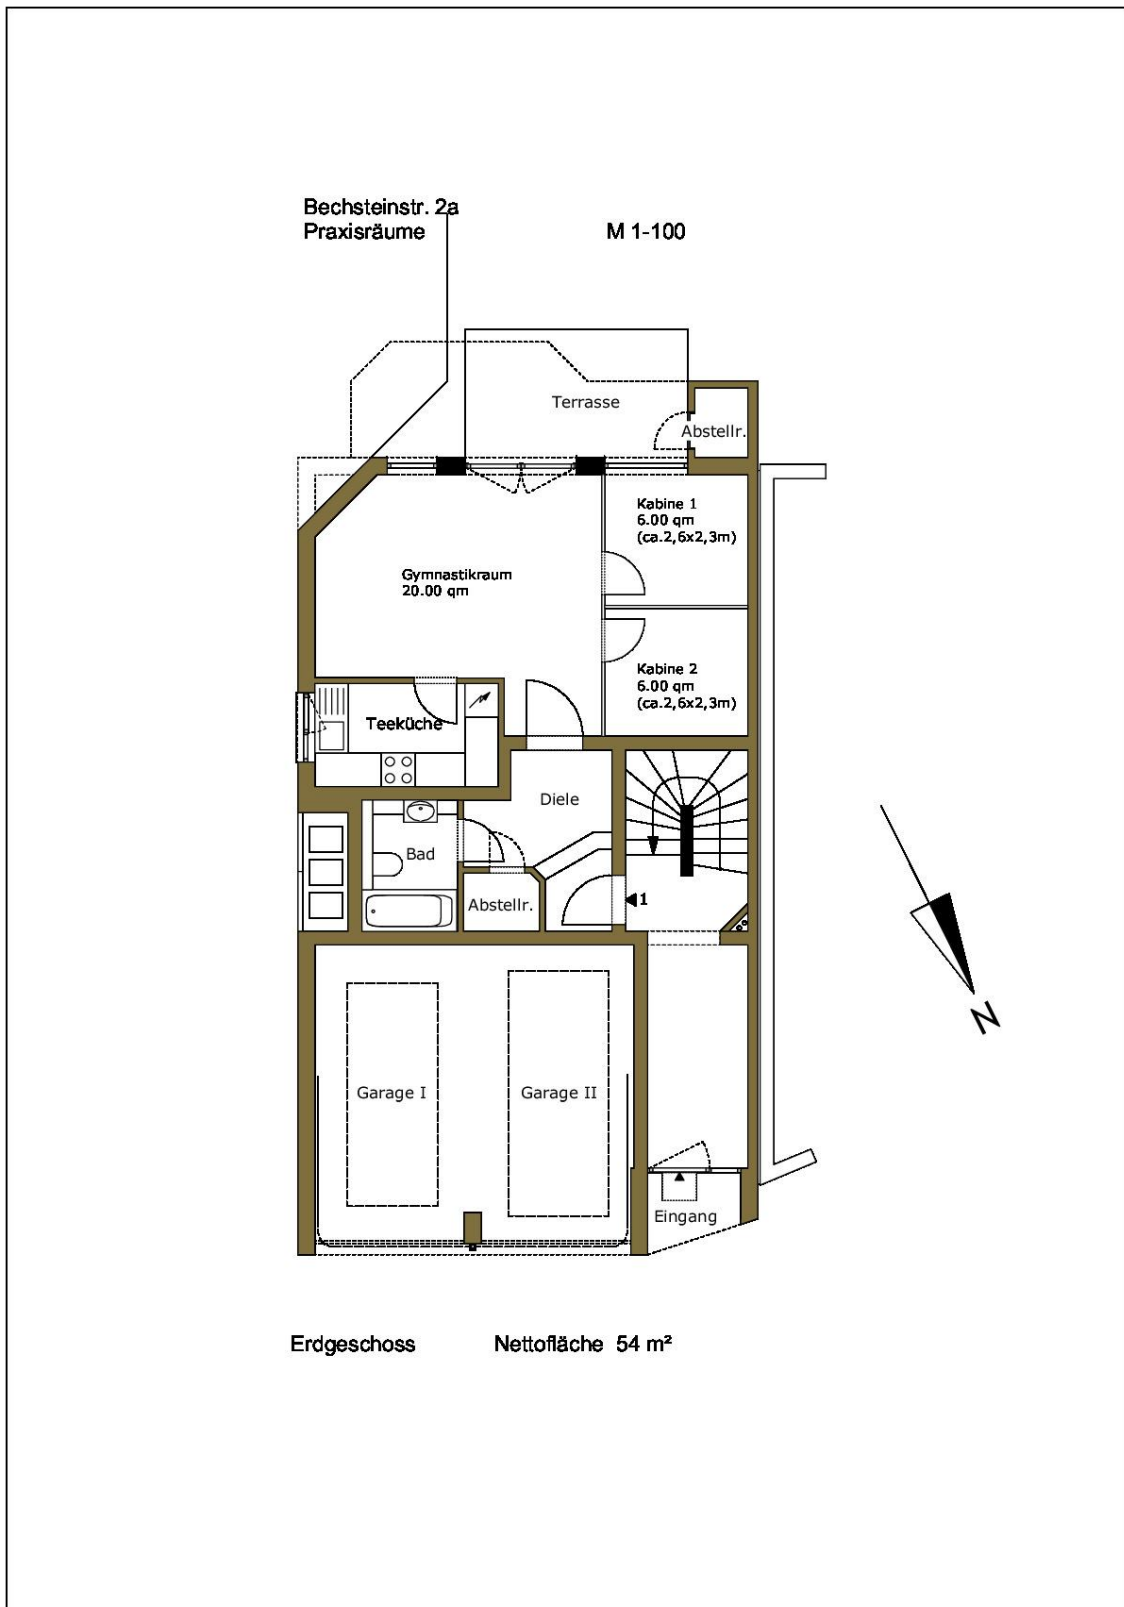 Bechsteinstr. 2a
Praxisräume
M 1-100
Terrasse
Abstellr.
Kabine 1
6.00 qm
(ca.2,6x2,3m)
Gymnastikraum
20.00 qm
Kabine 2
6.00 qm
(ca.2,6x2,3m)
Teeküche
Diele
Bad
Abstellr.
1
N
Garage I
Garage II
Eingang
Erdgeschoss
Nettofläche 54 m²